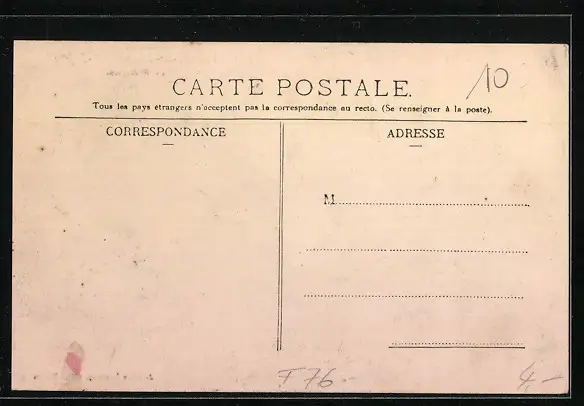 /10
CARTE POSTALE.
Tous les pays étrangers n'acceptent pas la correspondance au recto. (Se renseigner à la poste).
CORRESPONDANCE
ADRESSE
M
T76
4,-